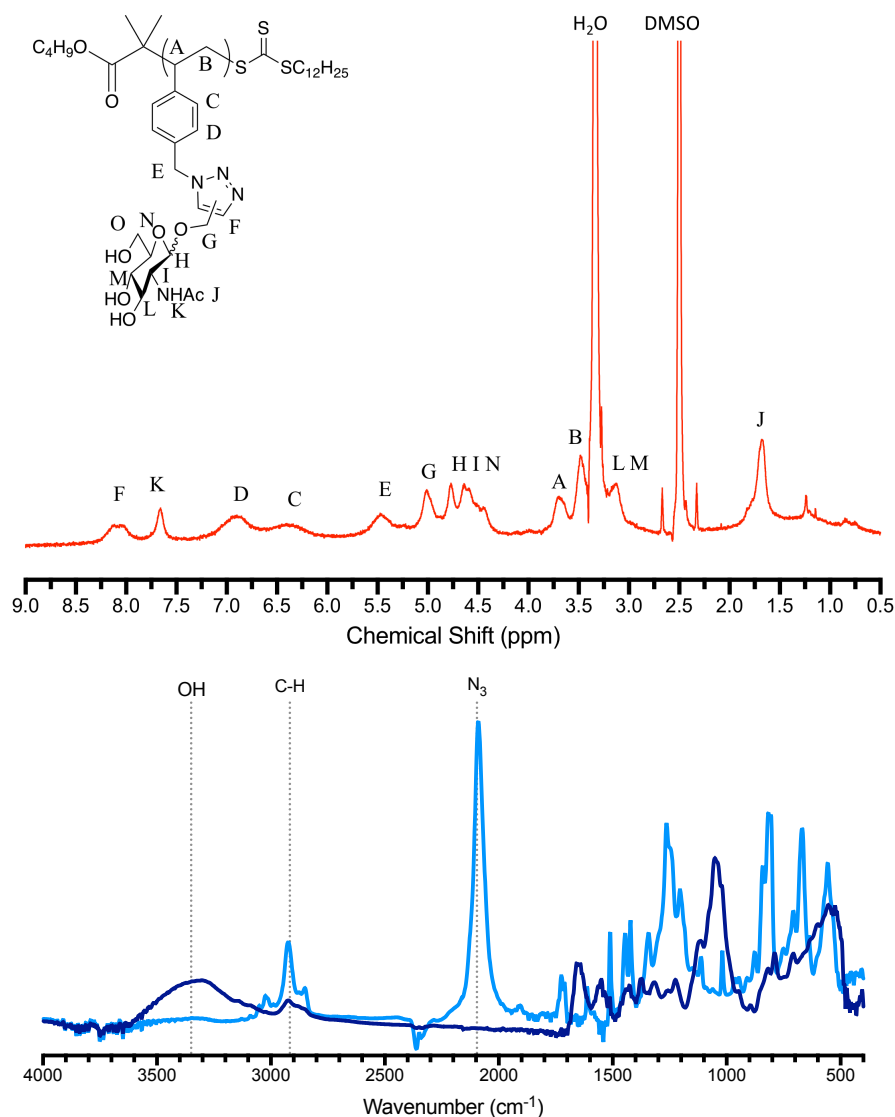 H₂O DMSO
C₄H₉O
A
B
S
S
SC₁₂H₂₅
O
C
D
E
N
N
N
F
G
O
O
N
O
HO
H
M
I
HO
NHAc J
L
K
HO
F
K
D
C
E
G
H I N
A
B
L M
J
9.0 8.5 8.0 7.5 7.0 6.5 6.0 5.5 5.0 4.5 4.0 3.5 3.0 2.5 2.0 1.5 1.0 0.5
Chemical Shift (ppm)
OH C-H N₃
4000 3500 3000 2500 2000 1500 1000 500
Wavenumber (cm⁻¹)